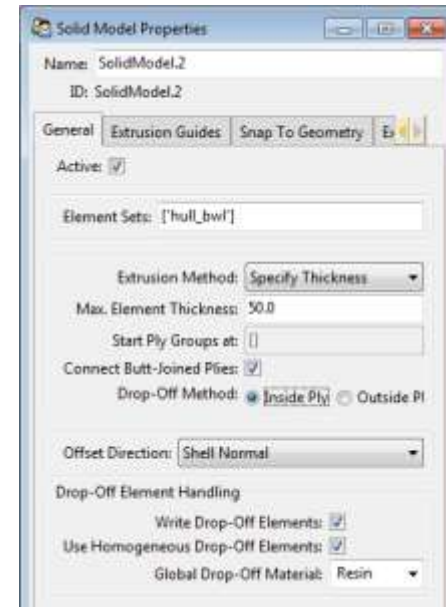 Solid Model Properties
Name: SolidModel.2
ID: SolidModel.2
General Extrusion Guides Snap To Geometry E
Active:
Element Sets: ['hull_bwl']
Extrusion Method: Specify Thickness
Max. Element Thickness: 50.0
Start Ply Groups at: []
Connect Butt-Joined Plies:
Drop-Off Method: Inside Ply Outside Pl
Offset Direction: Shell Normal
Drop-Off Element Handling
Write Drop-Off Elements:
Use Homogeneous Drop-Off Elements:
Global Drop-Off Material: Resin